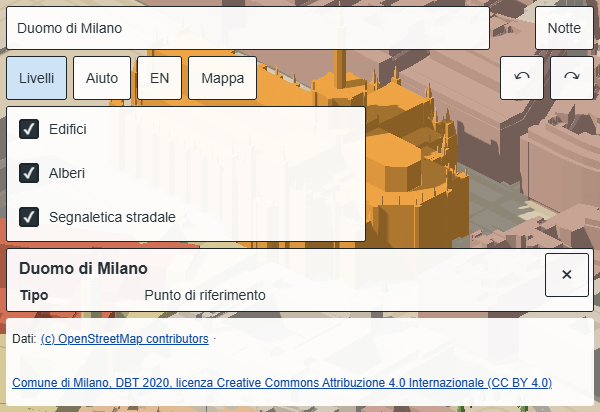 Duomo di Milano
Notte
Livelli
Aiuto
EN
Mappa
Edifici
Alberi
Segnaletica stradale
Duomo di Milano
Tipo Punto di riferimento
Dati: (c) OpenStreetMap contributors ·
Comune di Milano, DBT 2020, licenza Creative Commons Attribuzione 4.0 Internazionale (CC BY 4.0)